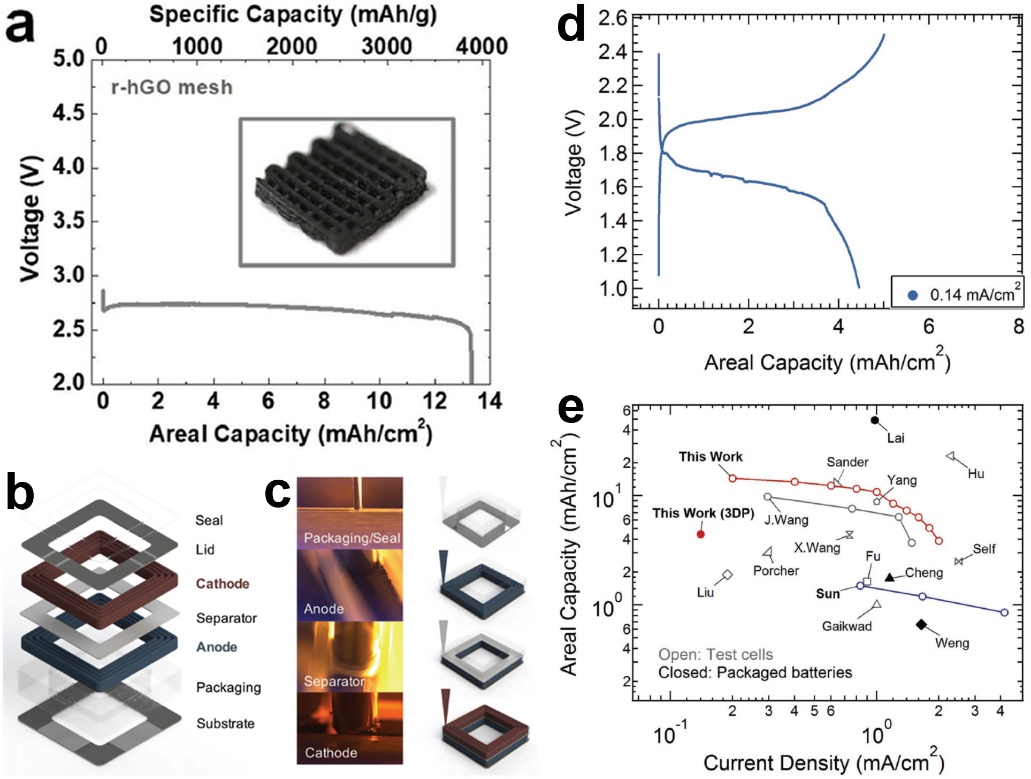 a
Specific Capacity (mAh/g)
0 1000 2000 3000 4000
5.0
4.5
4.0
3.5
3.0
2.5
2.0
Voltage (V)
r-hGO mesh
0 2 4 6 8 10 12 14
Areal Capacity (mAh/cm²)
d
2.6
2.4
2.2
2.0
1.8
1.6
1.4
1.2
1.0
Voltage (V)
0.14 mA/cm²
0 2 4 6 8
Areal Capacity (mAh/cm²)
b
Seal
Lid
Cathode
Separator
Anode
Packaging
Substrate
c
Packaging/Seal
Anode
Separator
Cathode
e
Areal Capacity (mAh/cm²)
6
4
2
10¹
6
4
2
10⁰
6
4
2
Lai
This Work
Sander
Hu
Yang
This Work (3DP)
J.Wang
X.Wang
Fu
Self
Porcher
Cheng
Liu
Sun
Gaikwad
Weng
Open: Test cells
Closed: Packaged batteries
2 3 4 5 6 2 3 4
10⁻¹ 10⁰
Current Density (mA/cm²)